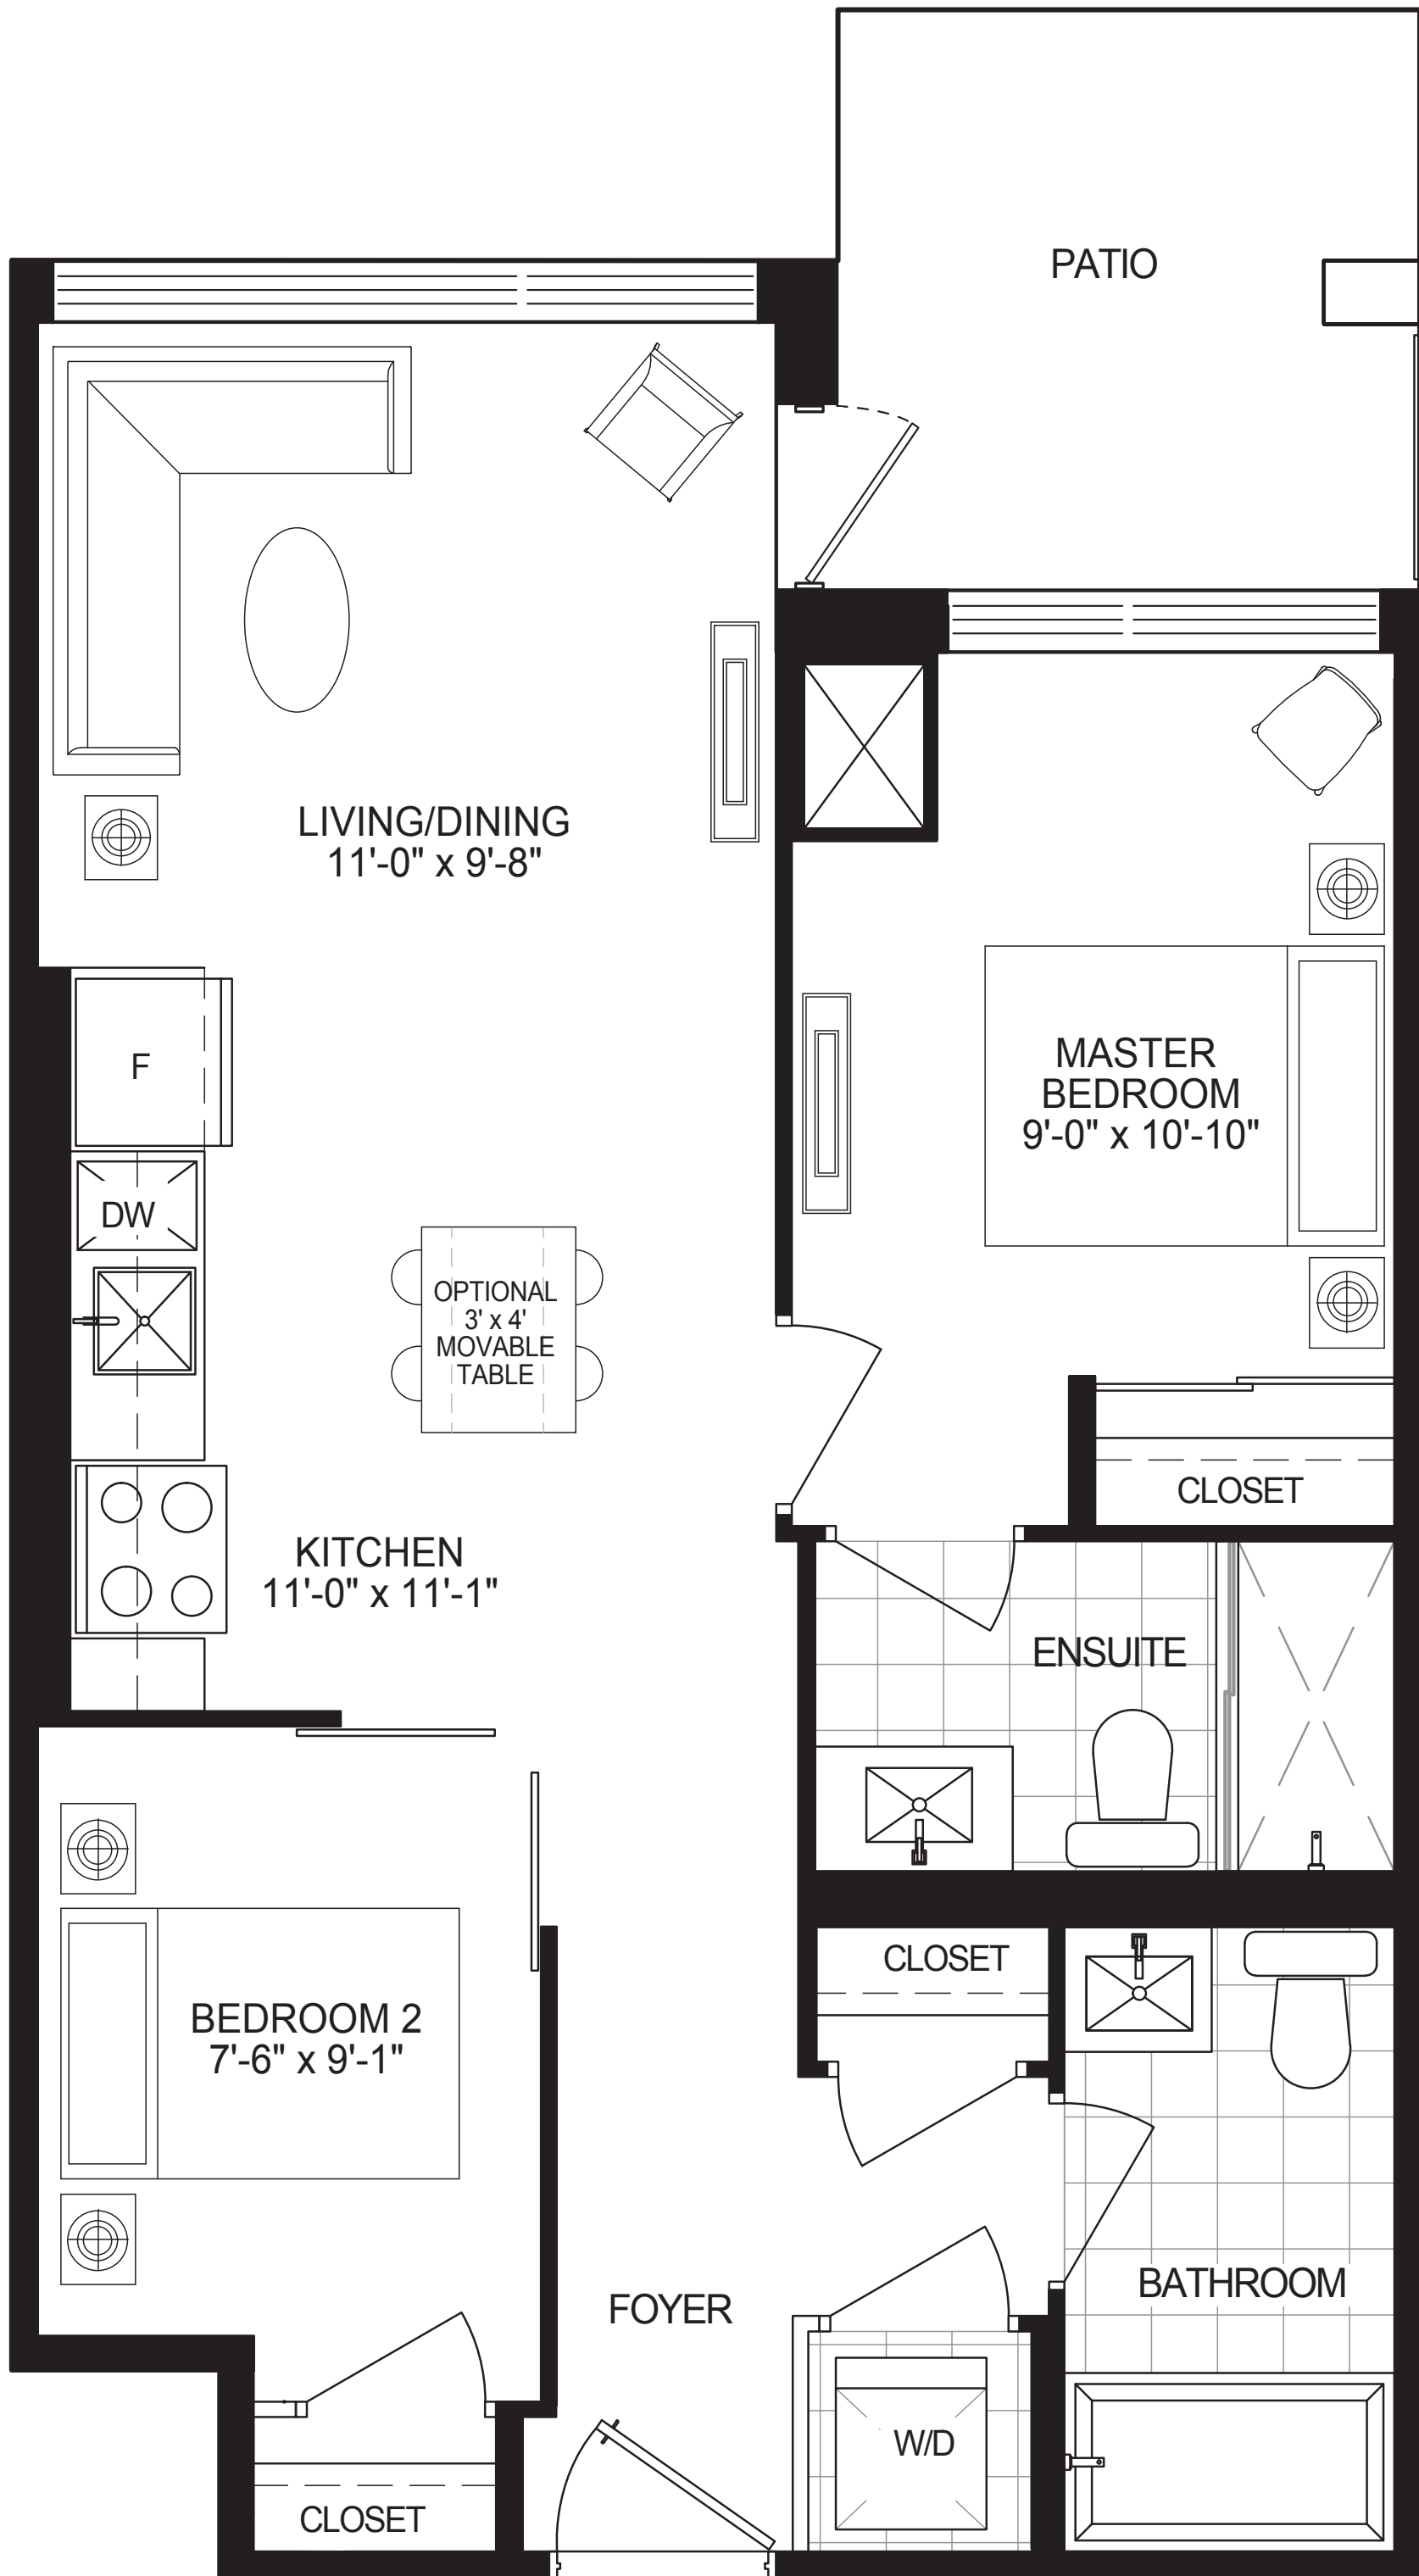 PATIO
LIVING/DINING
11'-0" x 9'-8"
F
DW
MASTER
BEDROOM
9'-0" x 10'-10"
OPTIONAL
3' x 4'
MOVABLE
TABLE
CLOSET
KITCHEN
11'-0" x 11'-1"
ENSUITE
CLOSET
BEDROOM 2
7'-6" x 9'-1"
BATHROOM
FOYER
W/D
CLOSET